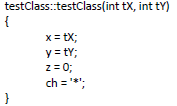 testClass::testClass(int tX, int tY)
{
x = tX;
y = tY;
z = 0;
ch = '*';
}